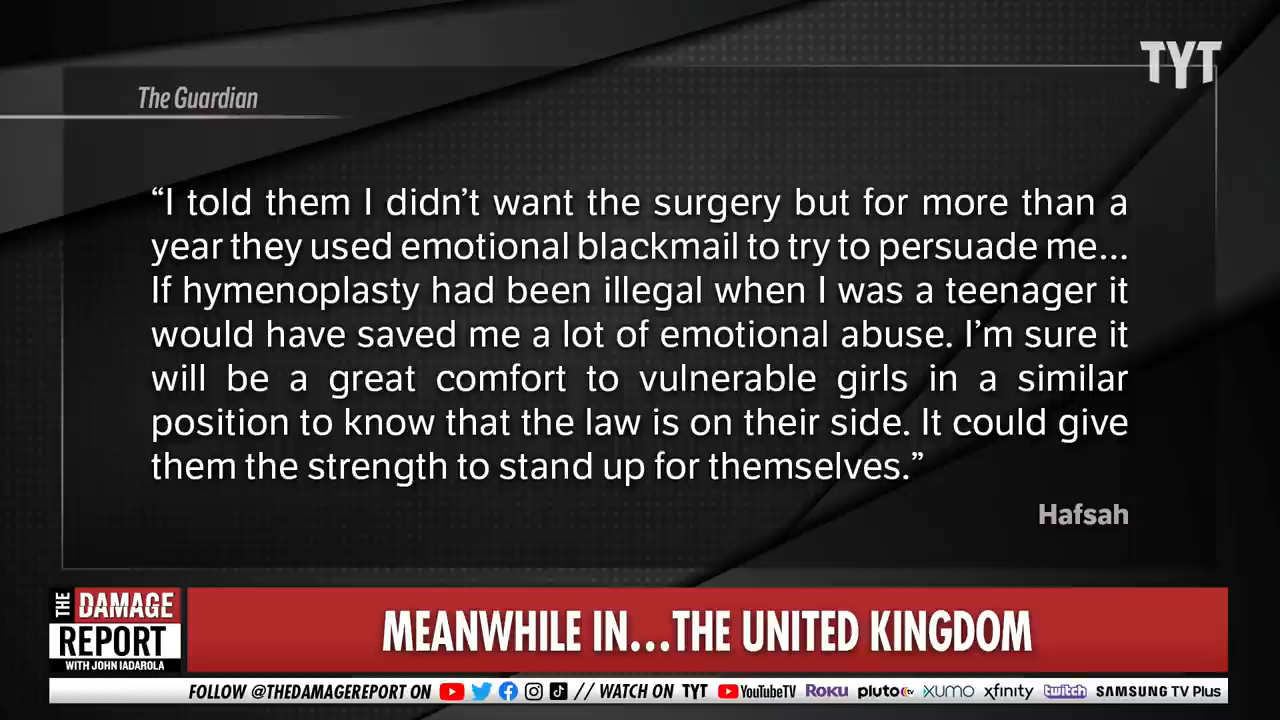 TYT
The Guardian
“I told them I didn’t want the surgery but for more than a
year they used emotional blackmail to try to persuade me...
If hymenoplasty had been illegal when I was a teenager it
would have saved me a lot of emotional abuse. I’m sure it
will be a great comfort to vulnerable girls in a similar
position to know that the law is on their side. It could give
them the strength to stand up for themselves.”
Hafsah
THE DAMAGE
REPORT
WITH JOHN IADAROLA
MEANWHILE IN...THE UNITED KINGDOM
FOLLOW @THEDAMAGEREPORT ON // WATCH ON TYT YouTubeTV ROKU pluto tv XUMO xfinity twitch SAMSUNG TV Plus